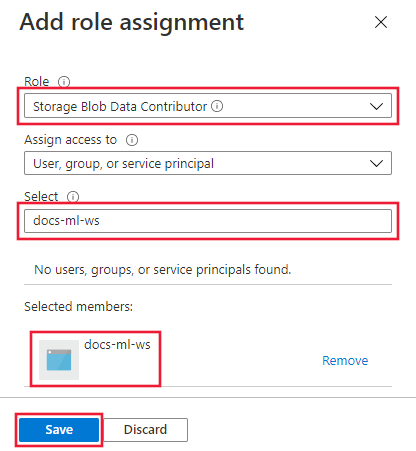 Add role assignment
Role
Storage Blob Data Contributor
Assign access to
User, group, or service principal
Select
docs-ml-ws
No users, groups, or service principals found.
Selected members:
docs-ml-ws
Remove
Save
Discard